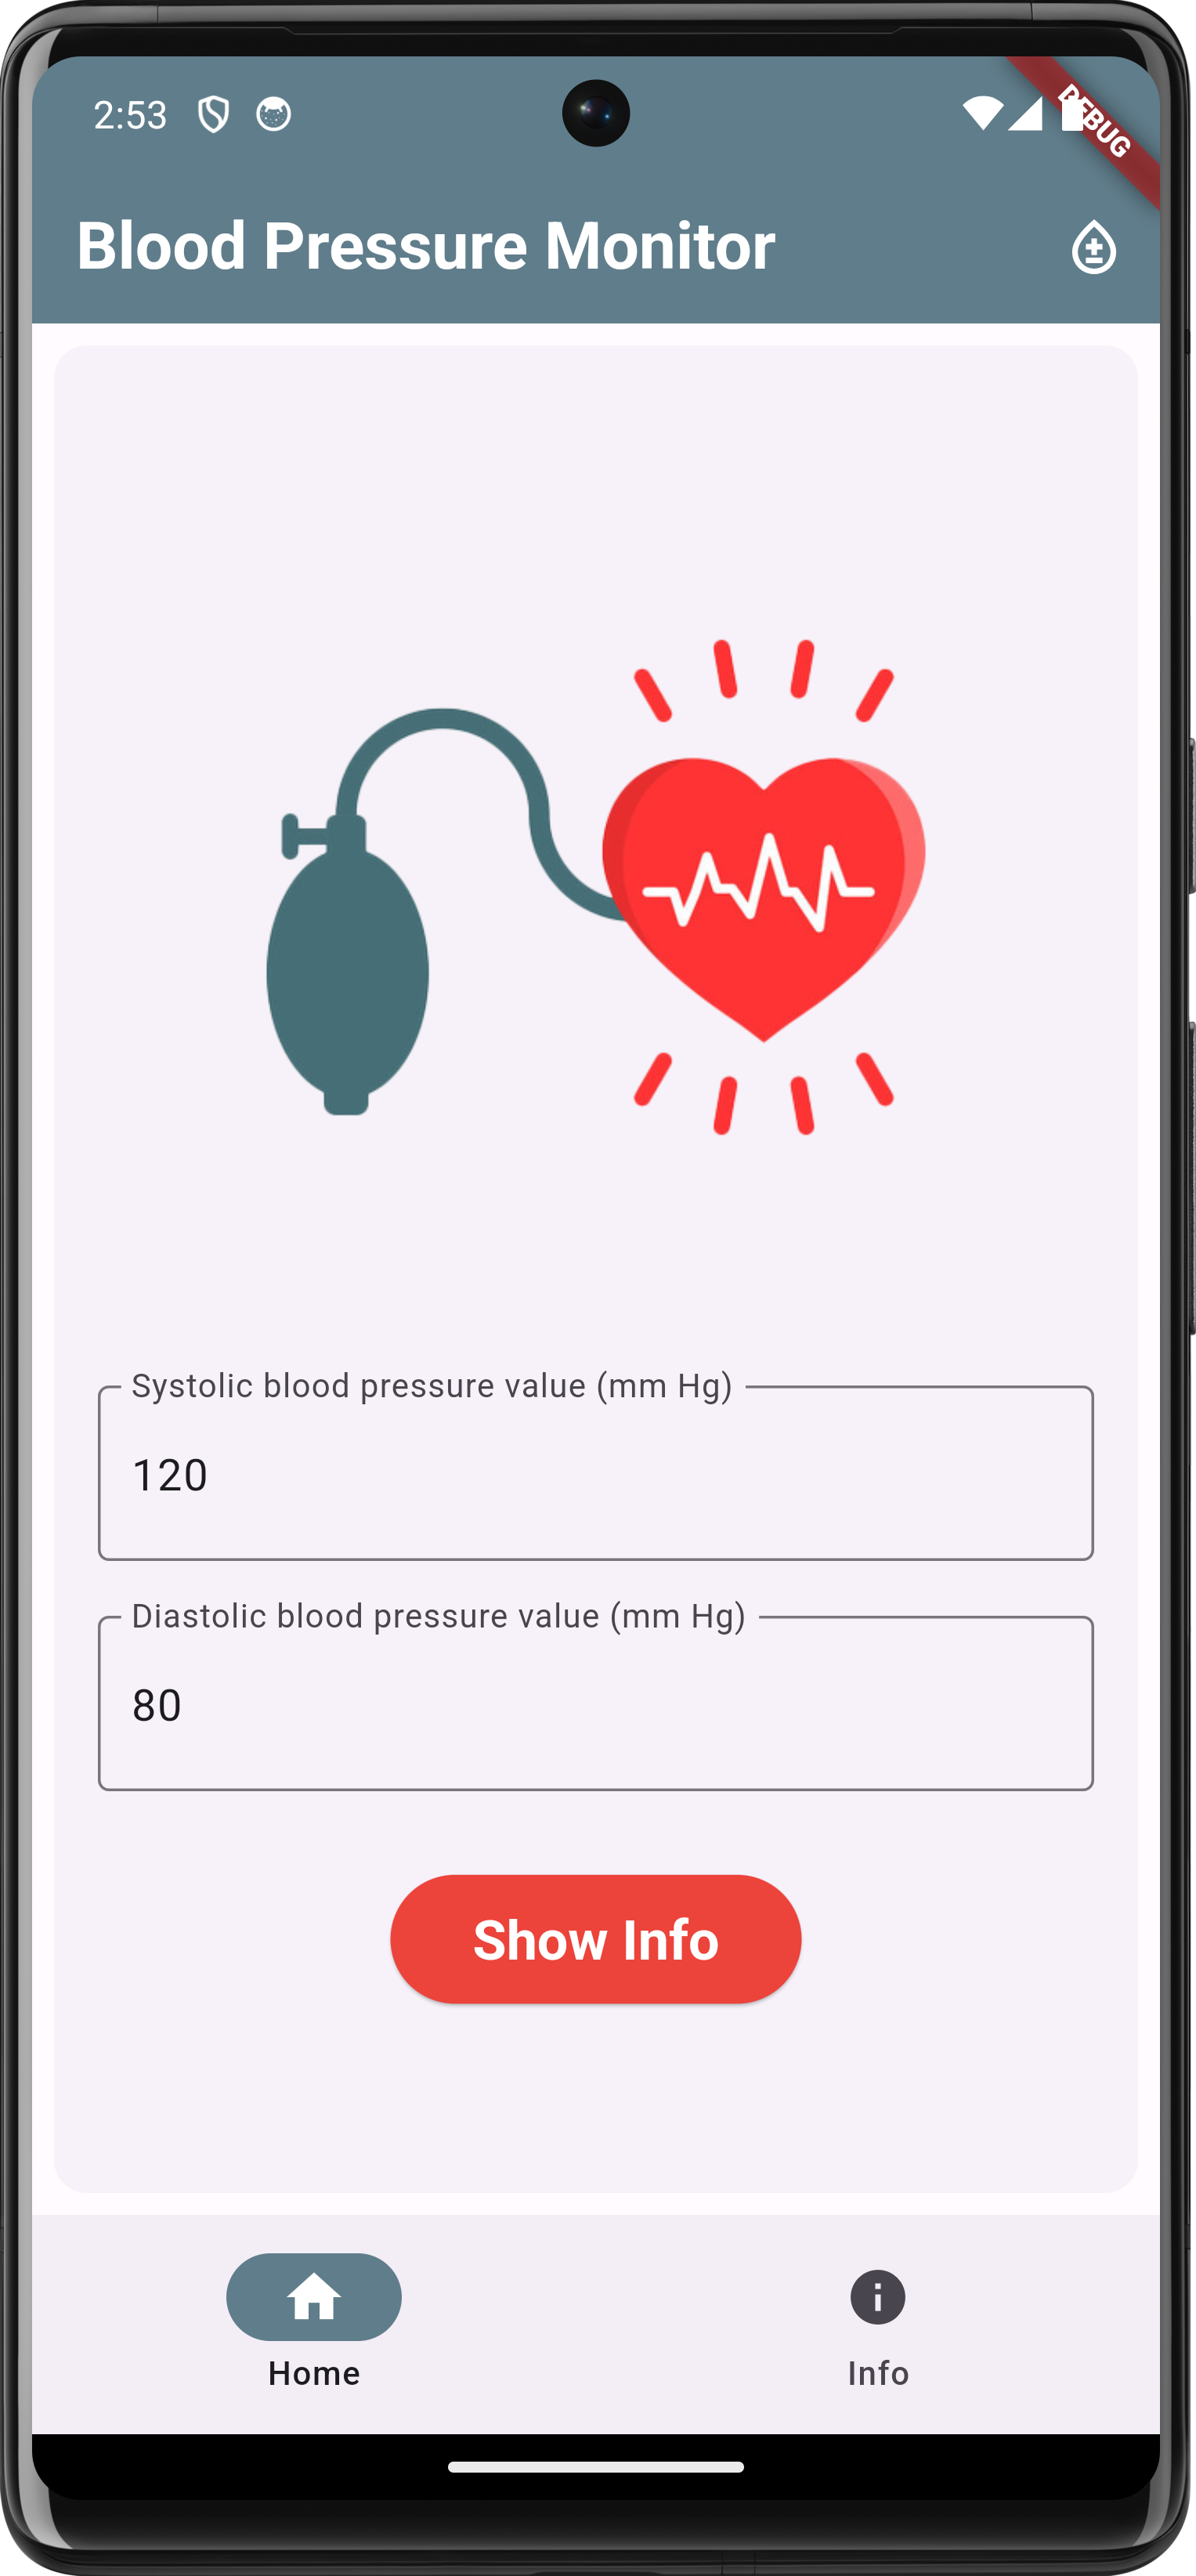 2:53
DEBUG
Blood Pressure Monitor
Systolic blood pressure value (mm Hg)
120
Diastolic blood pressure value (mm Hg)
80
Show Info
Home
Info